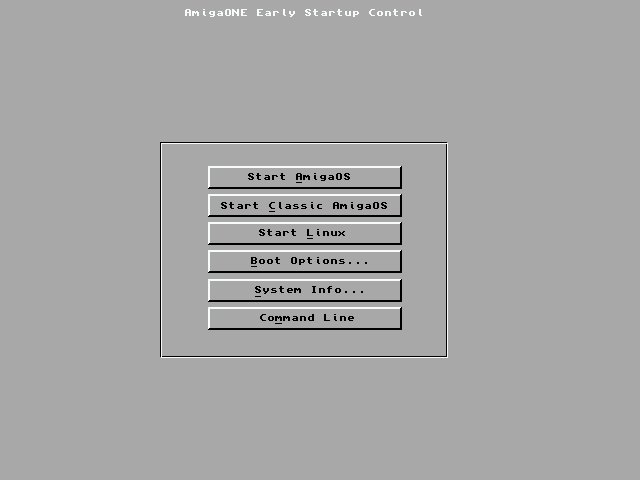 AmigaONE Early Startup Control
Start AmigaOS
Start Classic AmigaOS
Start Linux
Boot Options...
System Info...
Command Line